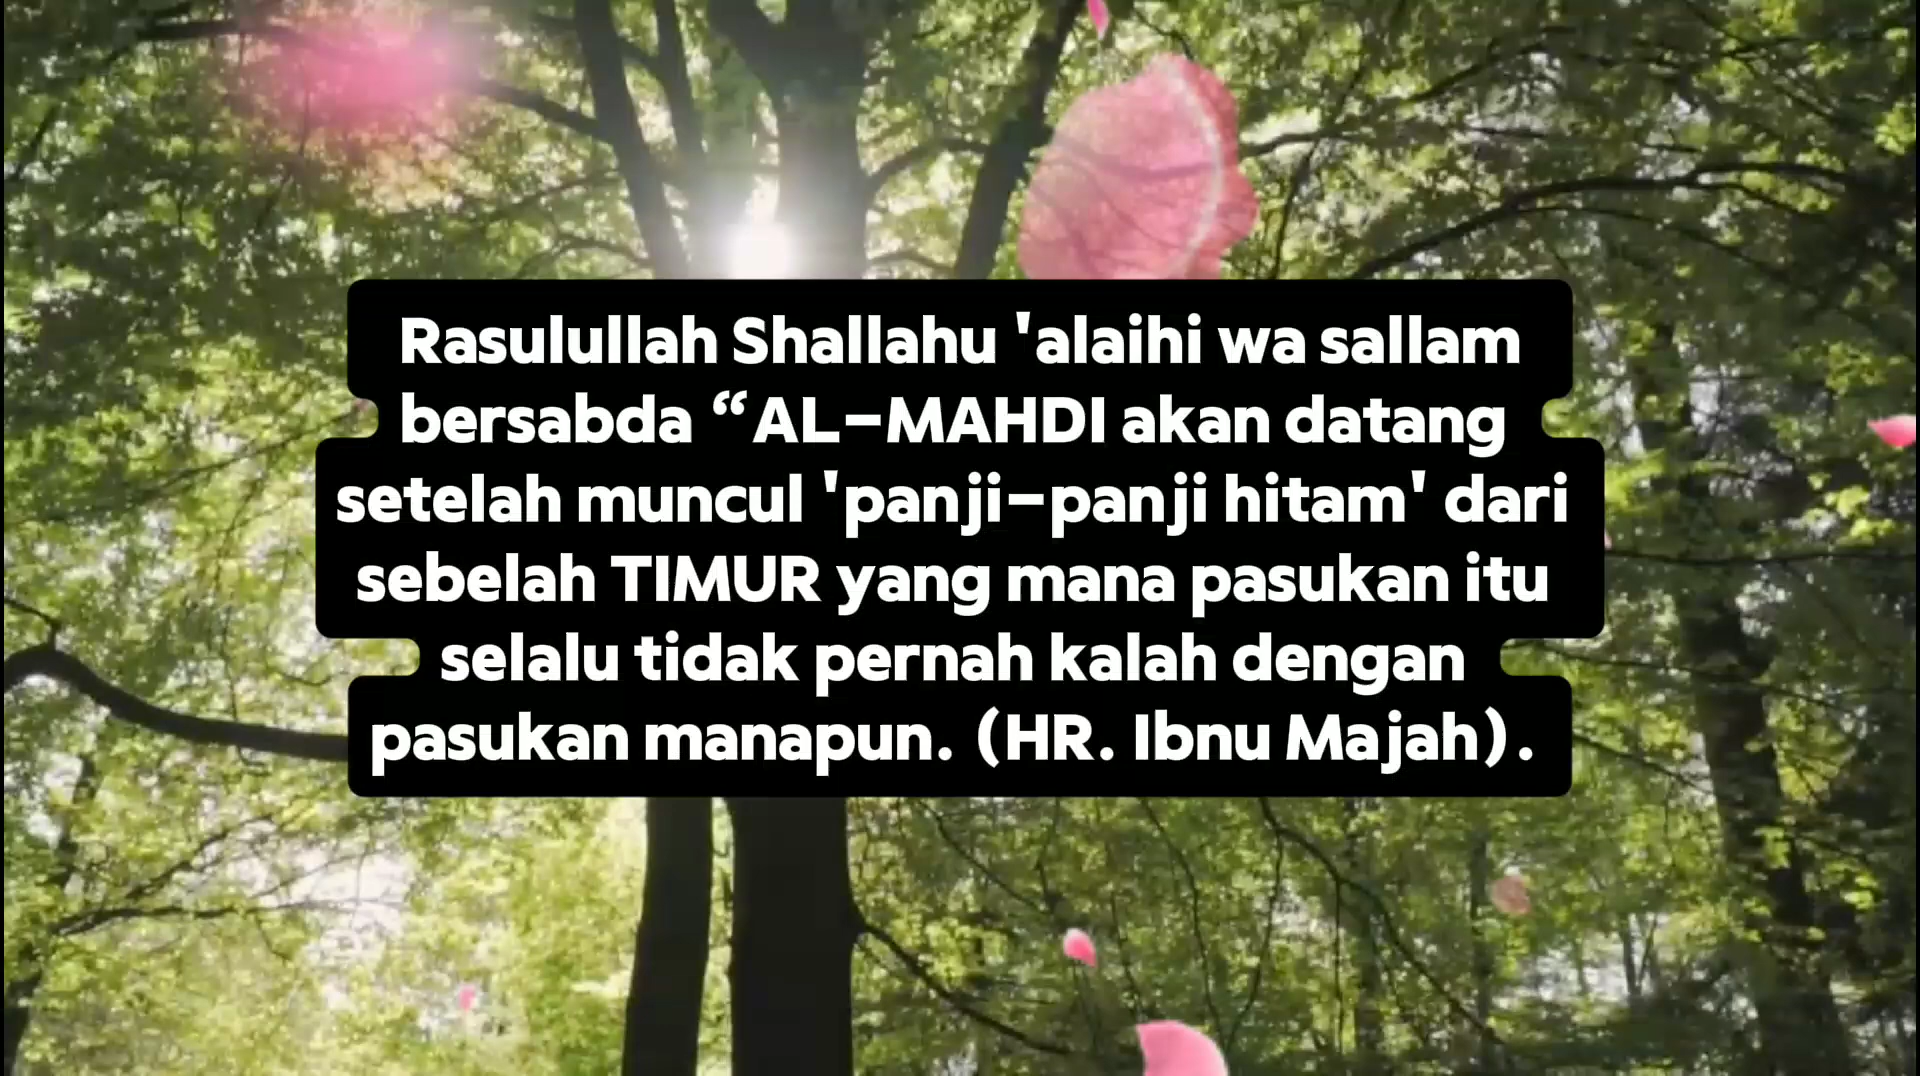 Rasulullah Shallahu 'alaihi wa sallam
bersabda “AL-MAHDI akan datang
setelah muncul 'panji-panji hitam' dari
sebelah TIMUR yang mana pasukan itu
selalu tidak pernah kalah dengan
pasukan manapun. (HR. Ibnu Majah).